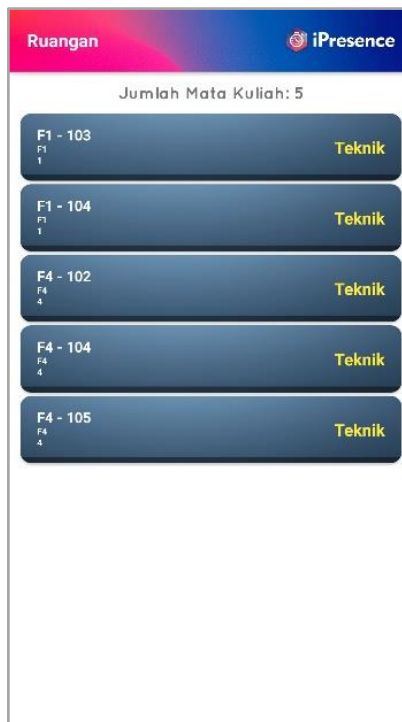 Ruangan
iPresence
Jumlah Mata Kuliah: 5
F1 - 103
F1
1
Teknik
F1 - 104
F1
1
Teknik
F4 - 102
F4
4
Teknik
F4 - 104
F4
4
Teknik
F4 - 105
F4
4
Teknik